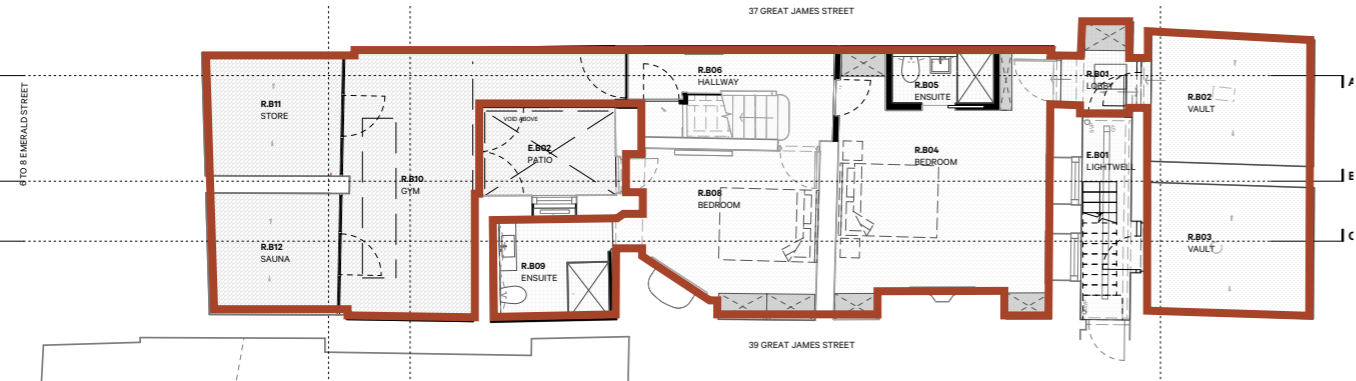 37 GREAT JAMES STREET
6 TO 8 EMERALD STREET
R.B11
STORE
R.B10
GYM
R.B12
SAUNA
VOID ABOVE
E.B02
PATIO
R.B09
ENSUITE
R.B06
HALLWAY
R.B08
BEDROOM
R.B05
ENSUITE
R.B04
BEDROOM
R.B01
LOBBY
E.B01
LIGHTWELL
R.B02
VAULT
R.B03
VAULT
39 GREAT JAMES STREET